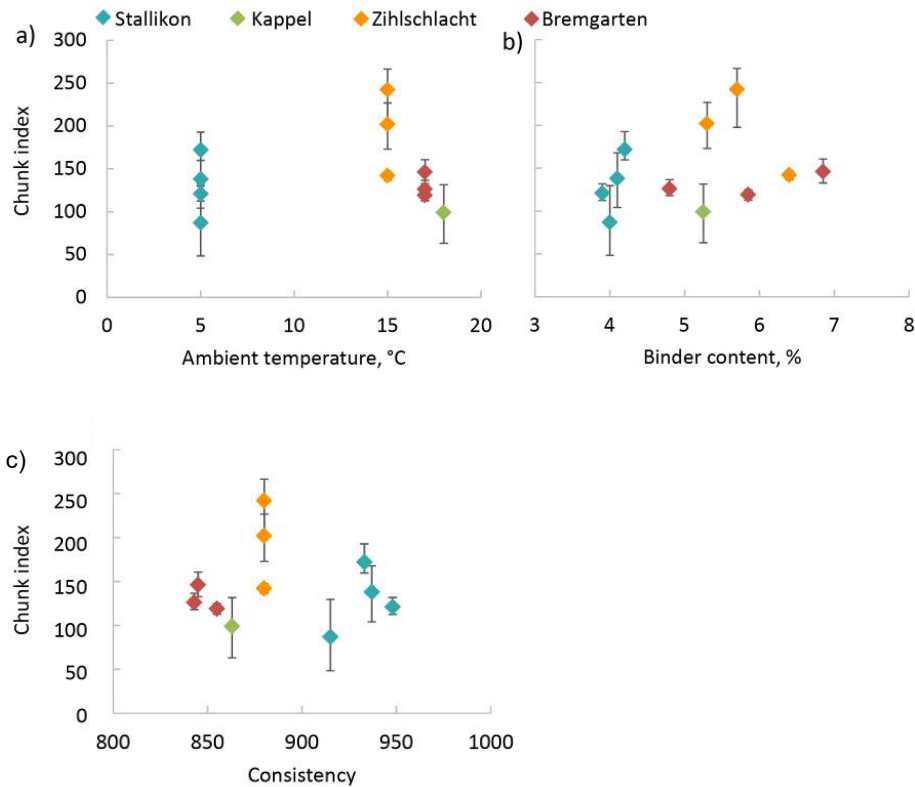 Stallikon Kappel Zihlschlacht Bremgarten
a)
b)
300
250
200
150
100
50
0
Chunk index
0 5 10 15 20
Ambient temperature, °C
3 4 5 6 7 8
Binder content, %
c)
300
250
200
150
100
50
0
Chunk index
800 850 900 950 1000
Consistency